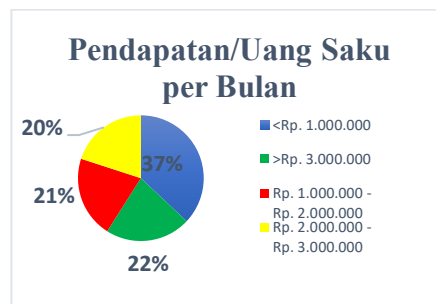 Pendapatan/Uang Saku
per Bulan
20%
37%
21%
22%
<Rp. 1.000.000
>Rp. 3.000.000
Rp. 1.000.000 -
Rp. 2.000.000
Rp. 2.000.000 -
Rp. 3.000.000